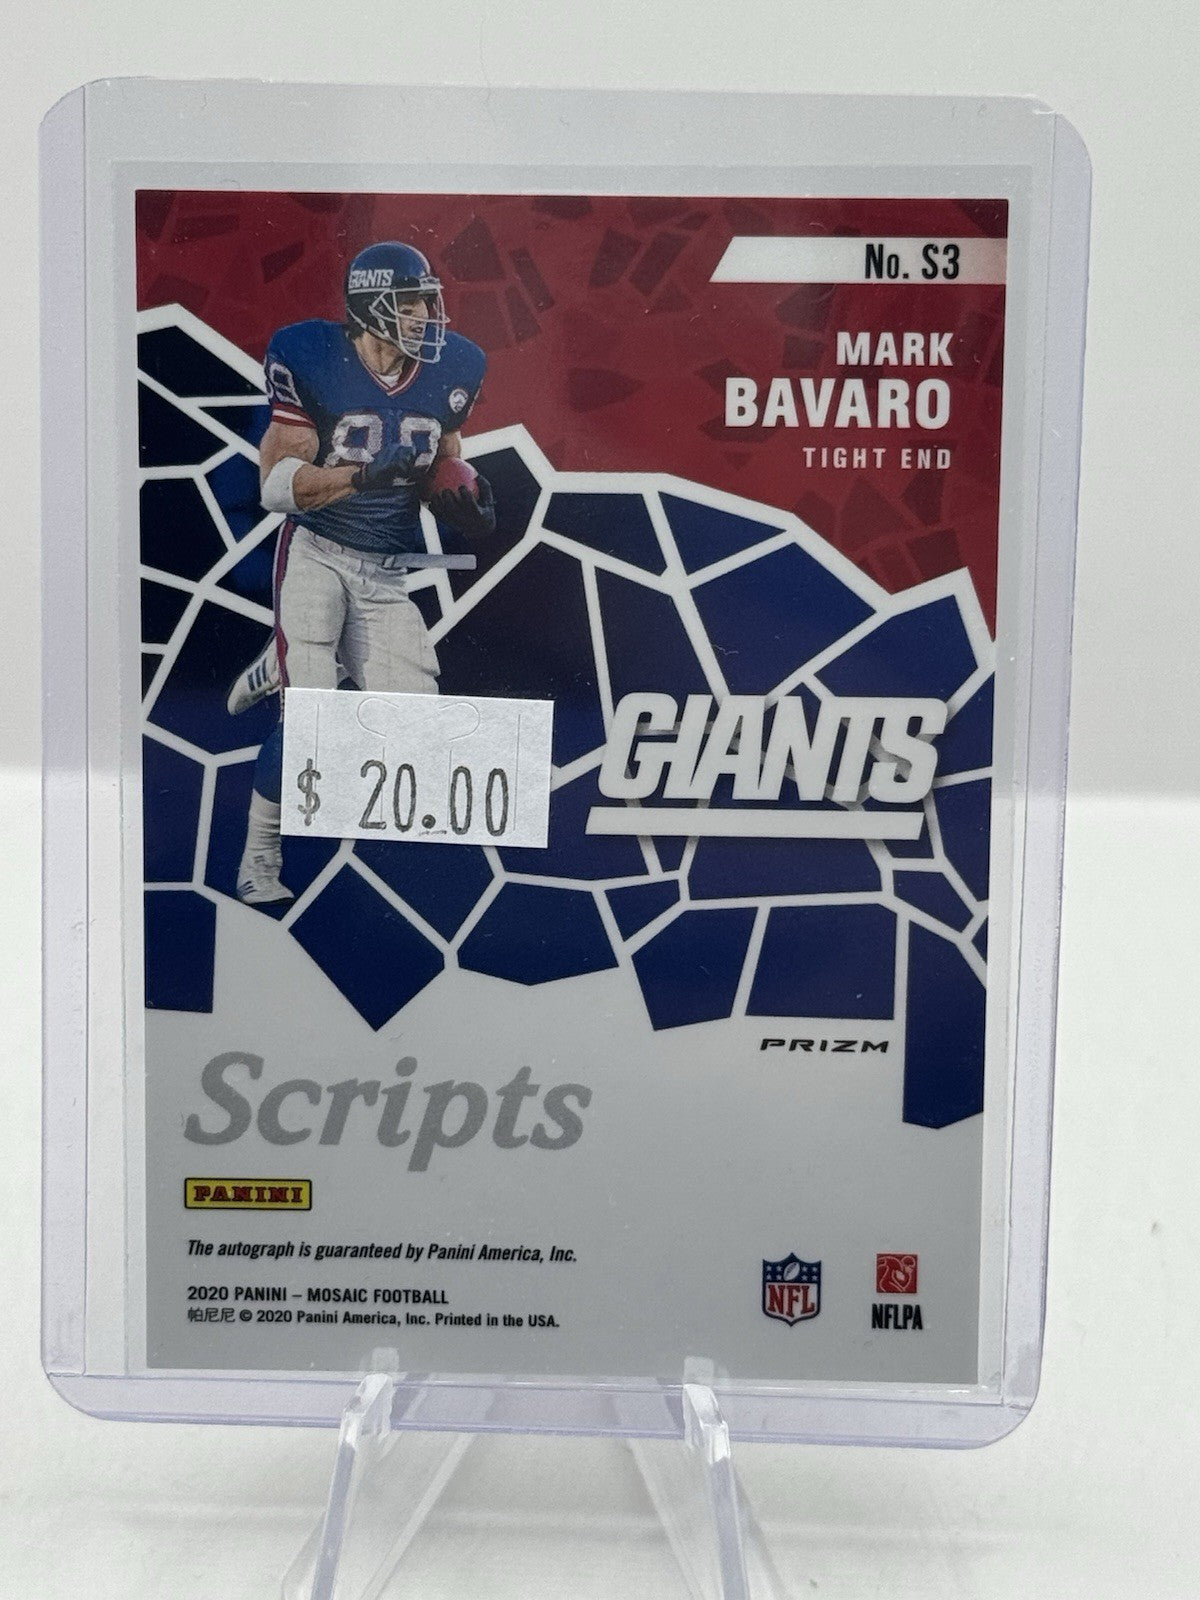 No. S3
MARK
BAVARO
TIGHT END
GIANTS
89
GIANTS
$ 20.00
PRIZM
Scripts
PANINI
The autograph is guaranteed by Panini America, Inc.
2020 PANINI – MOSAIC FOOTBALL
帕尼尼 © 2020 Panini America, Inc. Printed in the USA.
NFL
NFLPA